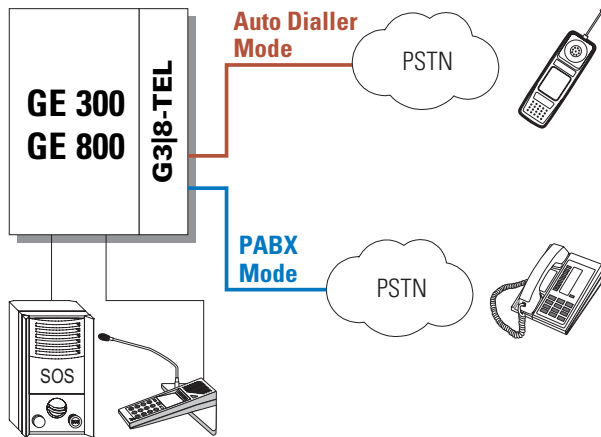 Auto Dialler
Mode
PSTN
GE 300
GE 800
G3|8-TEL
PABX
Mode
PSTN
SOS